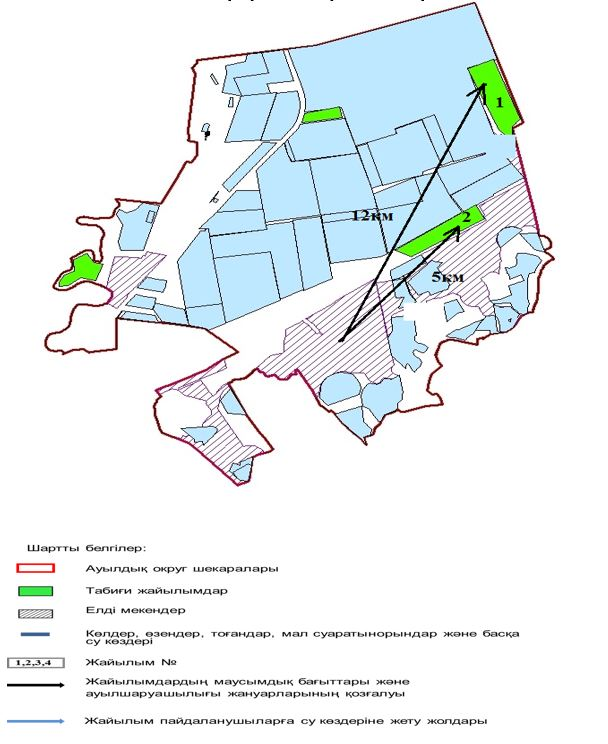 1
2
12км
5км
Шартты белгілер:
Ауылдық округ шекаралары
Табиғи жайылымдар
Елді мекендер
Көлдер, өзендер, тоғандар, мал суаратынорындар және басқа
су көздері
1,2,3,4 Жайылым №
Жайылымдардың маусымдық бағыттары және
ауылшаруашылығы жануарларының қозғалуы
Жайылым пайдаланушыларға су көздеріне жету жолдары